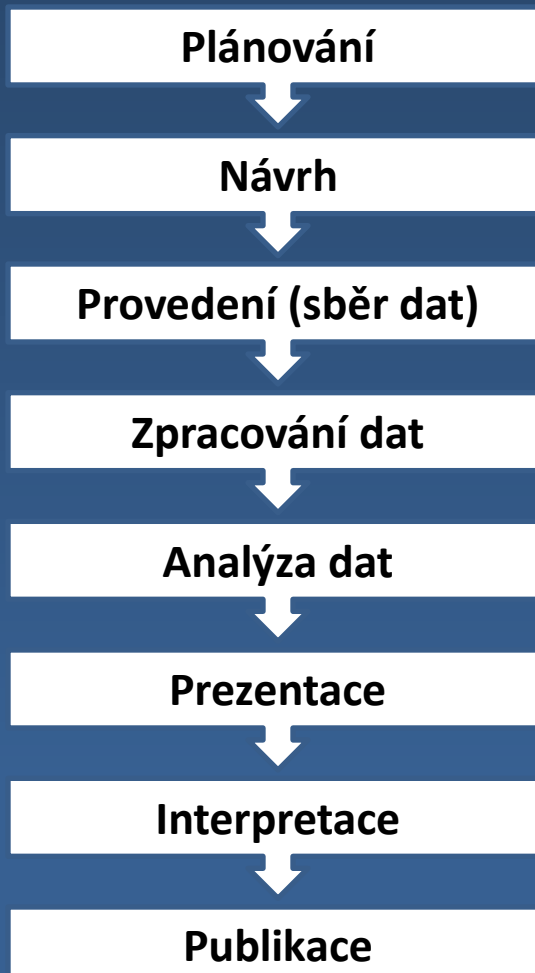 Plánování
Návrh
Provedení (sběr dat)
Zpracování dat
Analýza dat
Prezentace
Interpretace
Publikace